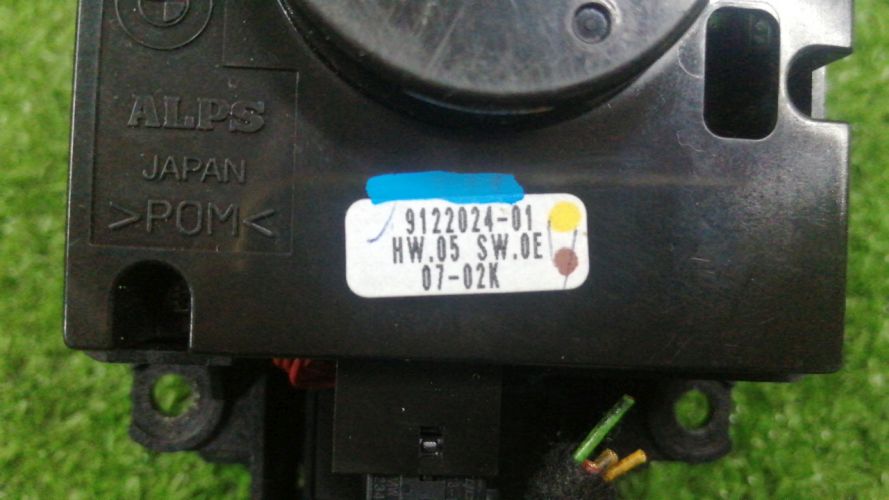 ALPS
JAPAN
>POM<
9122024-01
HW.05 SW.0E
07-02K